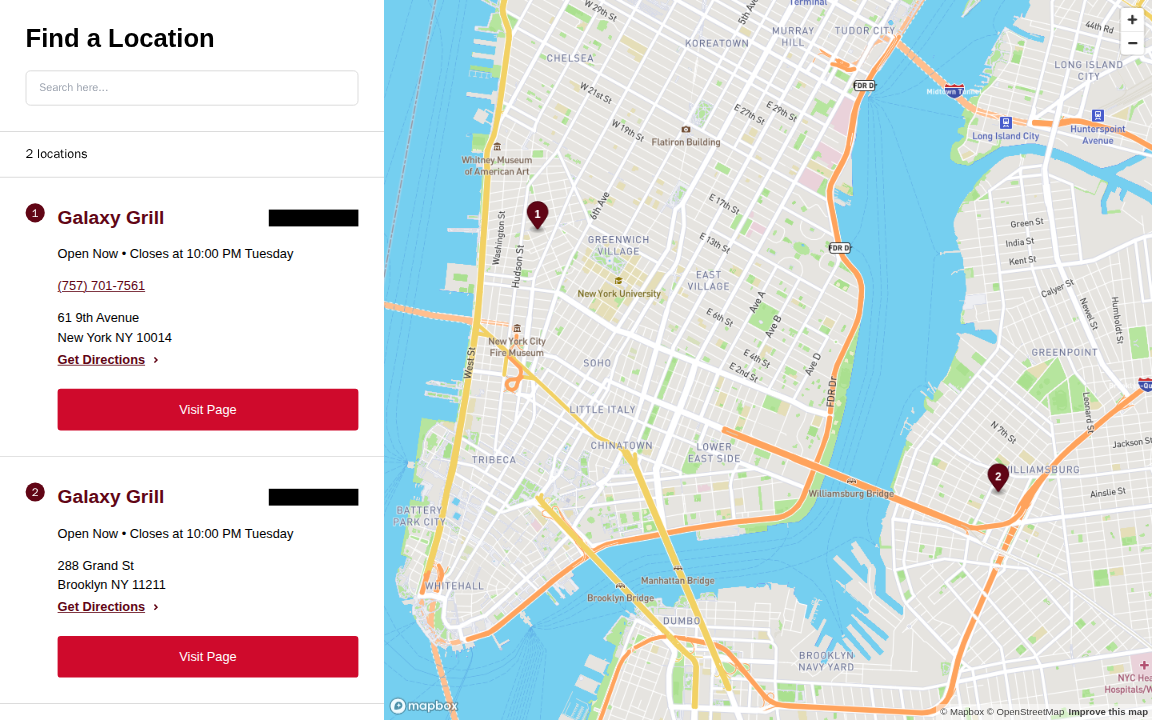 Find a Location
Search here...
2 locations
1
Galaxy Grill
Open Now • Closes at 10:00 PM Tuesday
(757) 701-7561
61 9th Avenue
New York NY 10014
Get Directions
Visit Page
2
Galaxy Grill
Open Now • Closes at 10:00 PM Tuesday
288 Grand St
Brooklyn NY 11211
Get Directions
Visit Page
W 29th St
5th Ave
Terminal
KOREATOWN
MURRAY
HILL
TUDOR CITY
44th Rd
+
−
CHELSEA
LONG ISLAND
CITY
W 21st St
FDR Dr
Midtown Tunnel
E 27th St
E 29th St
W 19th St
Flatiron Building
Long Island City
Hunterspoint
Avenue
Whitney Museum
of American Art
1
6th Ave
E 17th St
Washington St
Hudson St
GREENWICH
VILLAGE
E 13th St
FDR Dr
Green St
India St
Kent St
EAST
VILLAGE
New York University
Ave A
Ave B
Calyer St
Newel St
Humboldt St
E 6th St
New York City
Fire Museum
West St
SOHO
E 4th St
E 2nd St
Ave D
FDR Dr
GREENPOINT
Leonard St
LITTLE ITALY
CHINATOWN
LOWER
EAST SIDE
N 7th St
Jackson St
TRIBECA
2
WILLIAMSBURG
Williamsburg Bridge
Ainslie St
BATTERY
PARK CITY
WHITEHALL
Manhattan Bridge
Brooklyn Bridge
DUMBO
BROOKLYN
NAVY YARD
NYC Hea
Hospitals/W
mapbox
© Mapbox © OpenStreetMap Improve this map